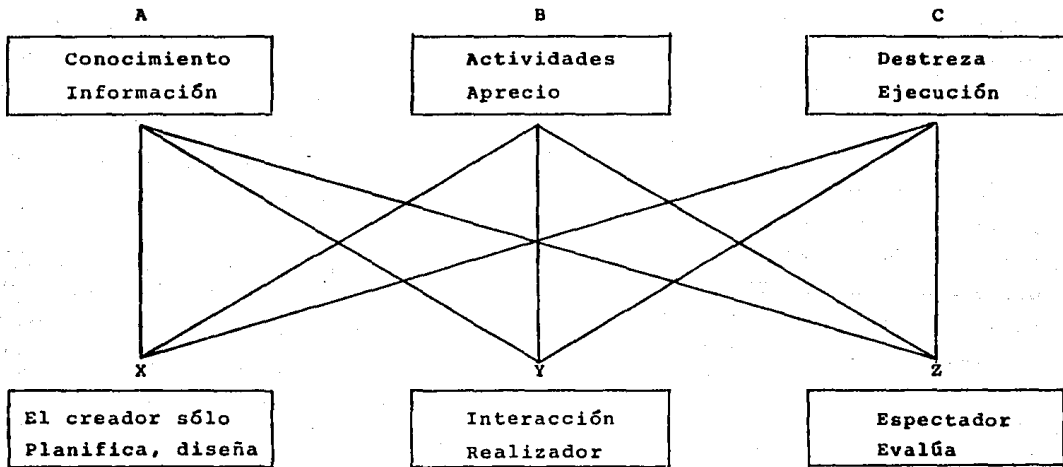 A
B
C
Conocimiento
Información
Actividades
Aprecio
Destreza
Ejecución
X
Y
Z
El creador sólo
Planifica, diseña
Interacción
Realizador
Espectador
Evalúa